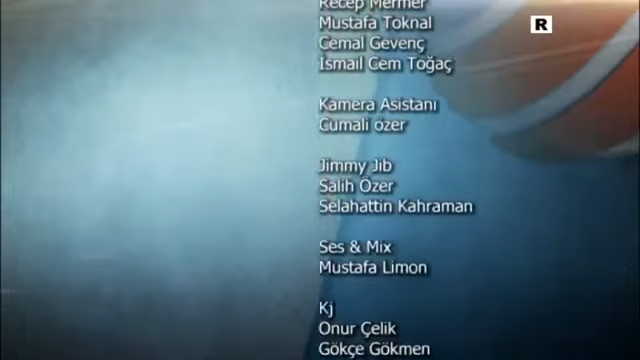 Recep Mermer
R
Mustafa Toknal
Cemal Gevenç
İsmail Cem Toğaç
Kamera Asistanı
Cumali özer
Jimmy Jib
Salih Özer
Selahattin Kahraman
Ses & Mix
Mustafa Limon
Kj
Onur Çelik
Gökçe Gökmen